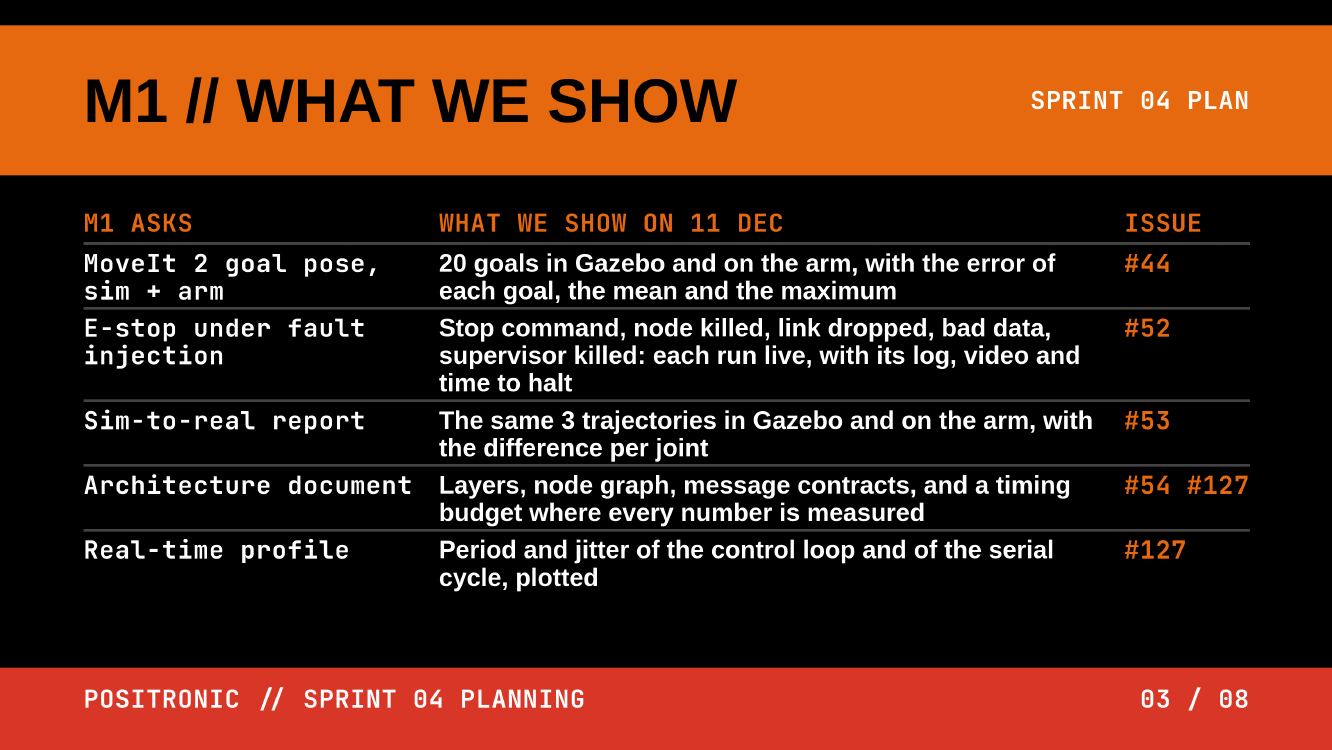 M1 // WHAT WE SHOW
SPRINT 04 PLAN
M1 ASKS
WHAT WE SHOW ON 11 DEC
ISSUE
MoveIt 2 goal pose,
sim + arm
20 goals in Gazebo and on the arm, with the error of
each goal, the mean and the maximum
#44
E-stop under fault
injection
Stop command, node killed, link dropped, bad data,
supervisor killed: each run live, with its log, video and
time to halt
#52
Sim-to-real report
The same 3 trajectories in Gazebo and on the arm, with
the difference per joint
#53
Architecture document
Layers, node graph, message contracts, and a timing
budget where every number is measured
#54 #127
Real-time profile
Period and jitter of the control loop and of the serial
cycle, plotted
#127
POSITRONIC // SPRINT 04 PLANNING
03 / 08